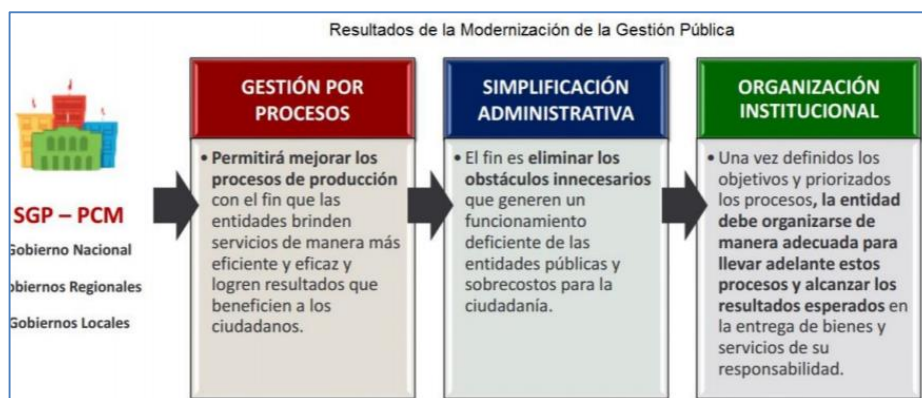 Resultados de la Modernización de la Gestión Pública
SGP – PCM
Gobierno Nacional
obiernos Regionales
Gobiernos Locales
GESTIÓN POR
PROCESOS
• Permitirá mejorar los
procesos de producción
con el fin que las
entidades brinden
servicios de manera más
eficiente y eficaz y
logren resultados que
beneficien a los
ciudadanos.
SIMPLIFICACIÓN
ADMINISTRATIVA
• El fin es eliminar los
obstáculos innecesarios
que generen un
funcionamiento
deficiente de las
entidades públicas y
sobrecostos para la
ciudadanía.
ORGANIZACIÓN
INSTITUCIONAL
• Una vez definidos los
objetivos y priorizados
los procesos, la entidad
debe organizarse de
manera adecuada para
llevar adelante estos
procesos y alcanzar los
resultados esperados en
la entrega de bienes y
servicios de su
responsabilidad.